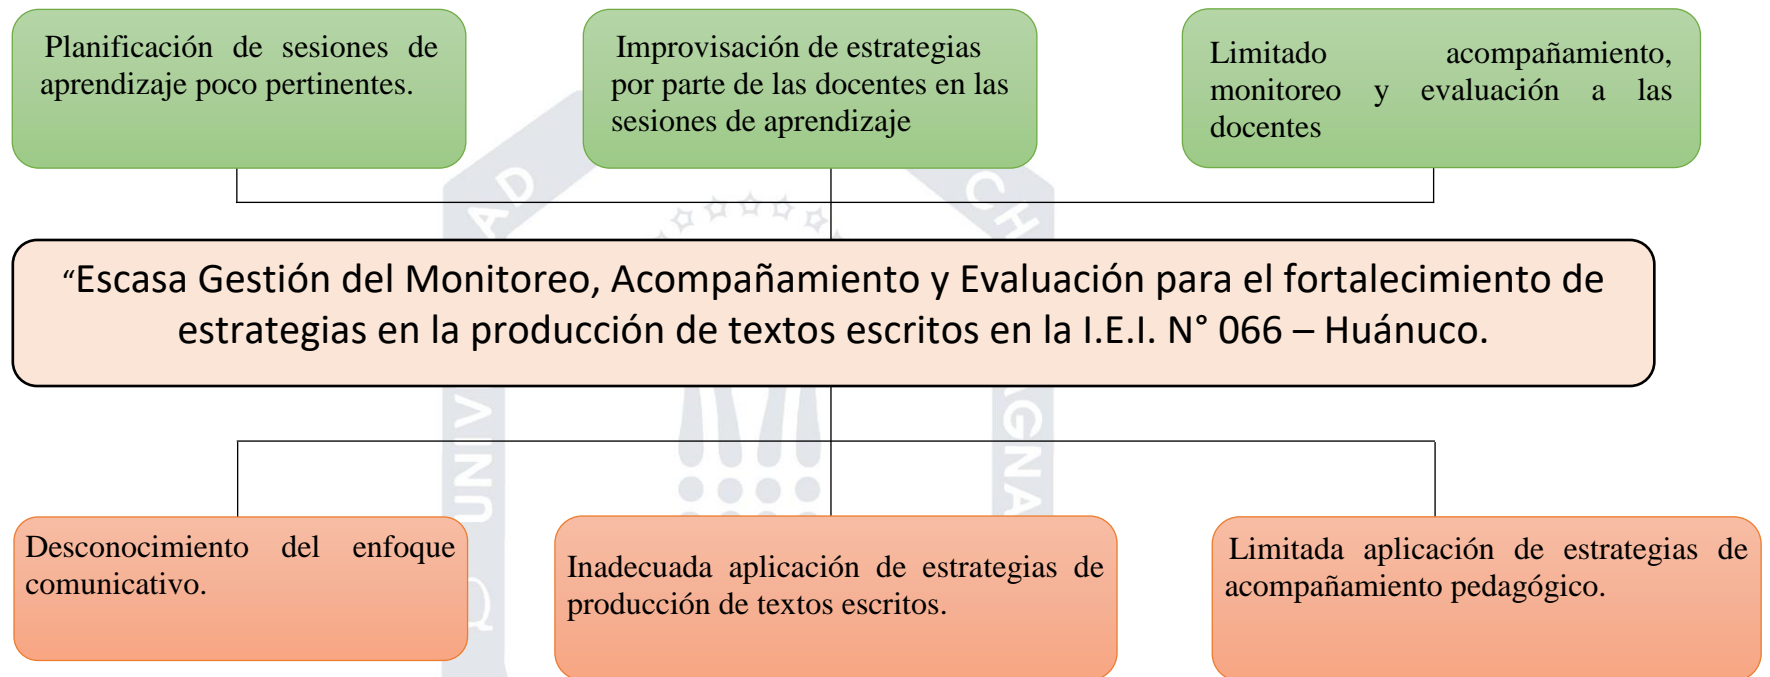 Planificación de sesiones de
aprendizaje poco pertinentes.
Improvisación de estrategias
por parte de las docentes en las
sesiones de aprendizaje
Limitado acompañamiento,
monitoreo y evaluación a las
docentes
“Escasa Gestión del Monitoreo, Acompañamiento y Evaluación para el fortalecimiento de
estrategias en la producción de textos escritos en la I.E.I. N° 066 – Huánuco.
Desconocimiento del enfoque
comunicativo.
Inadecuada aplicación de estrategias de
producción de textos escritos.
Limitada aplicación de estrategias de
acompañamiento pedagógico.